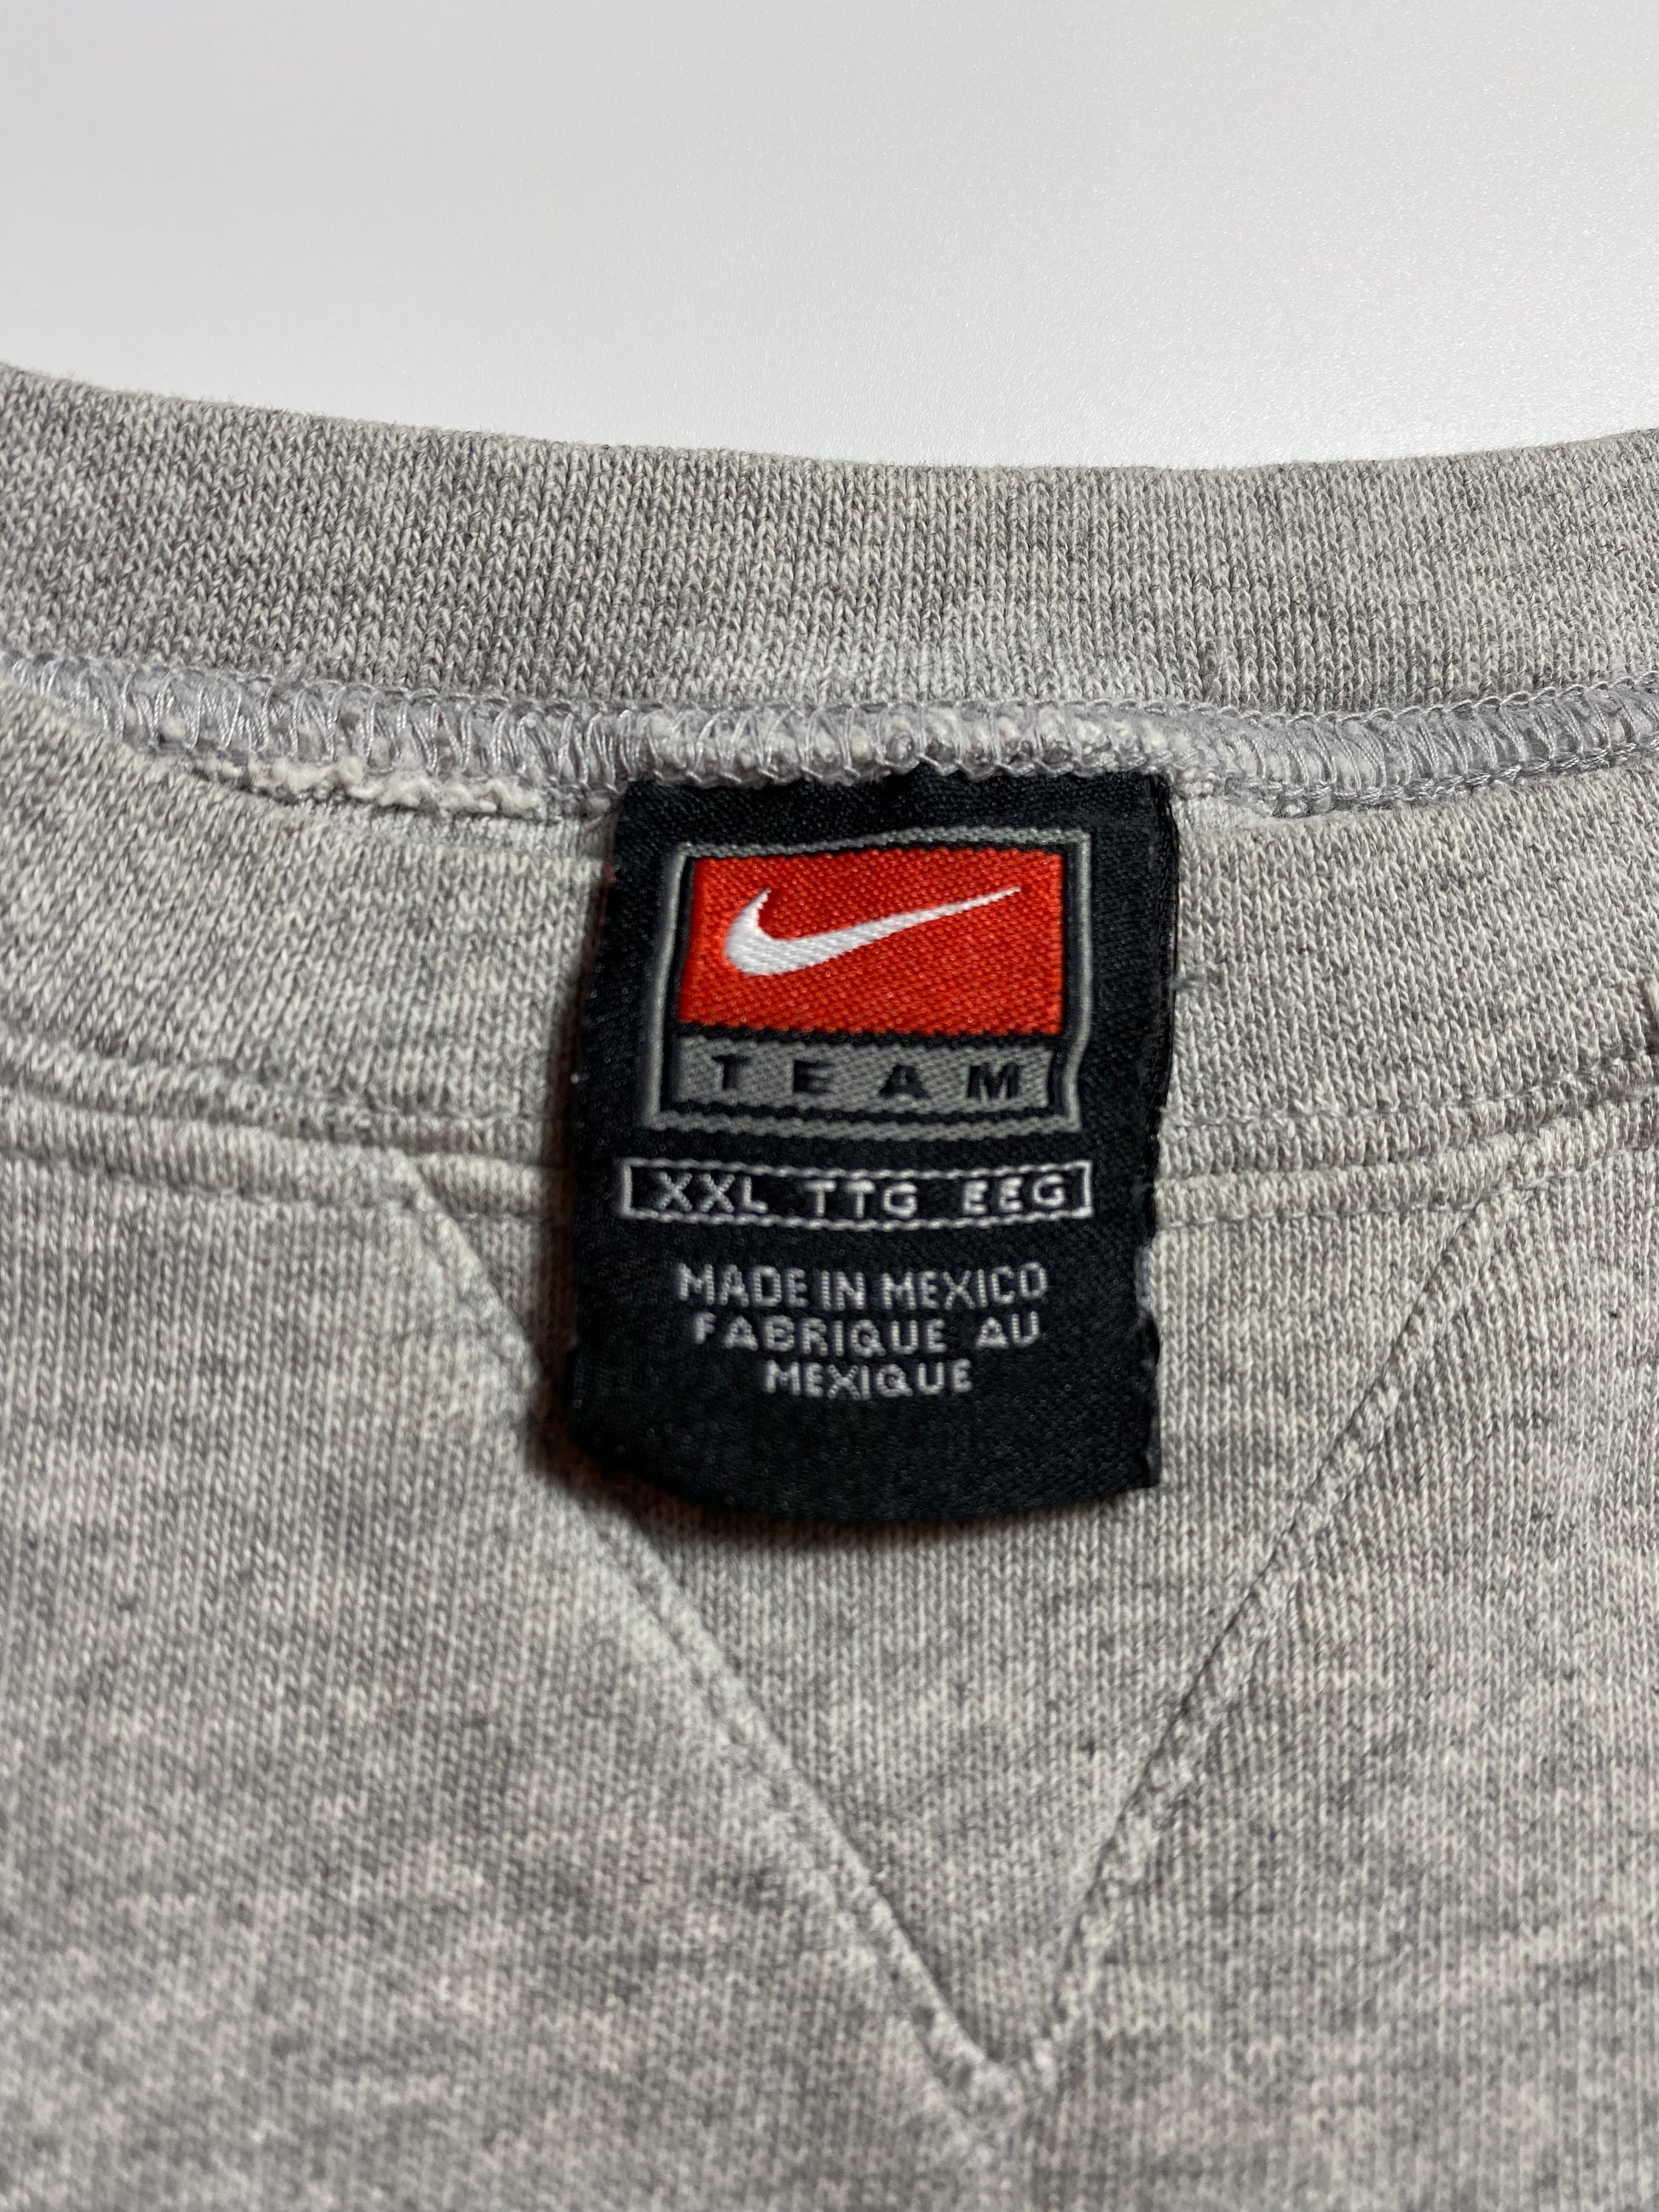 TEAM
XXL TTG EEG
MADE IN MEXICO
FABRIQUE AU
MEXIQUE